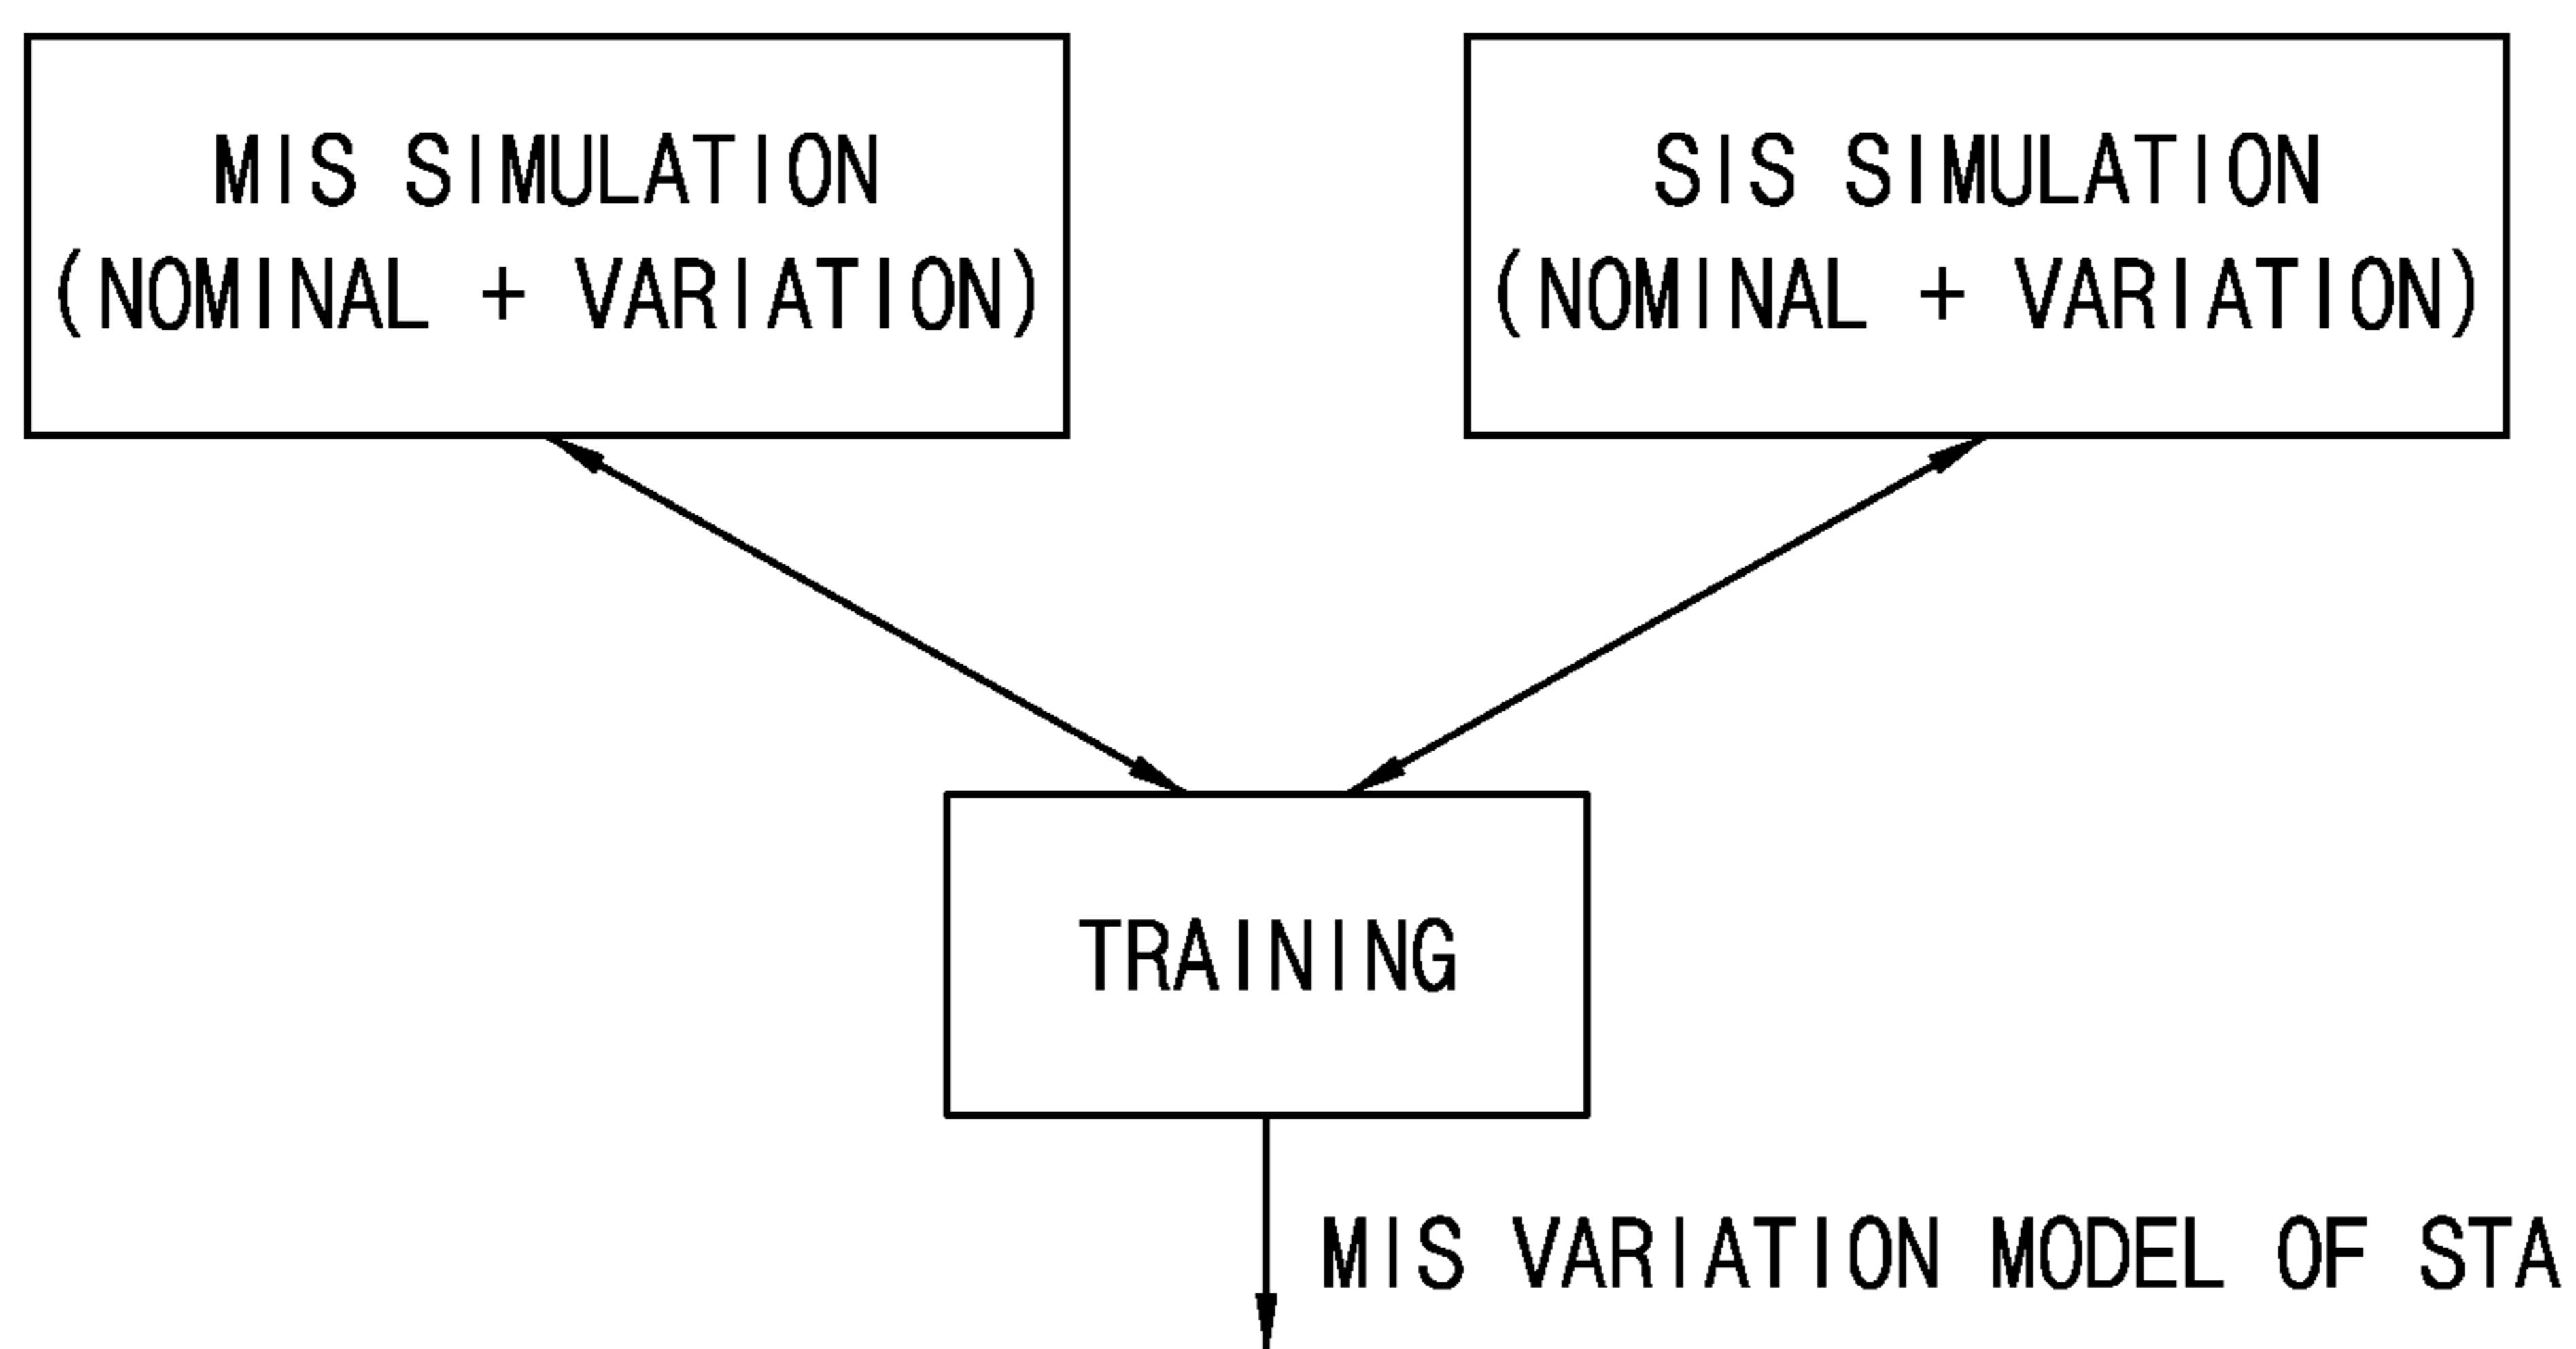 MIS SIMULATION
(NOMINAL + VARIATION)
SIS SIMULATION
(NOMINAL + VARIATION)
TRAINING
MIS VARIATION MODEL OF STA